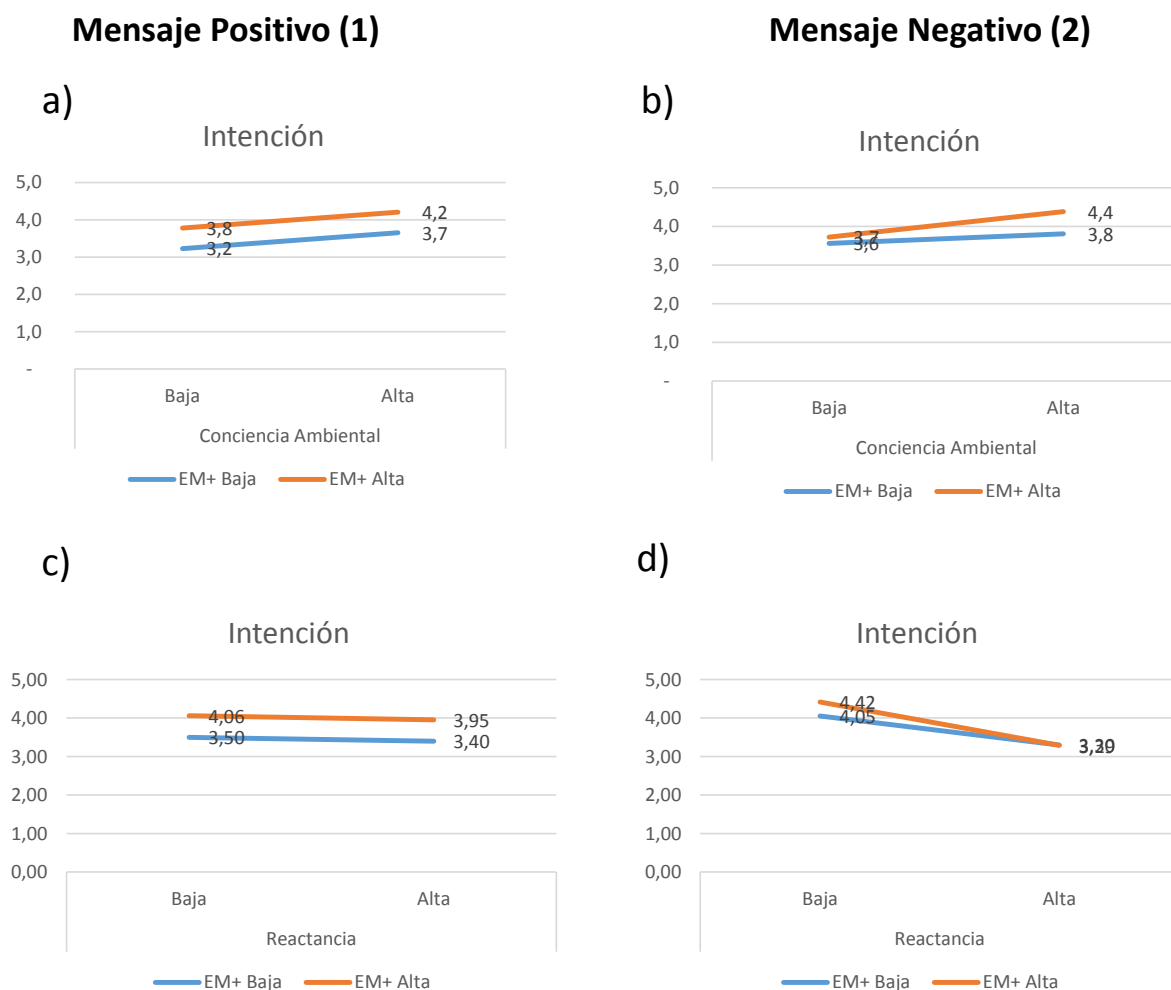 Mensaje Positivo (1)
Mensaje Negativo (2)
a)
Intención
5,0
4,0
3,0
2,0
1,0
-
3,8
3,2
4,2
3,7
Baja
Alta
Conciencia Ambiental
EM+ Baja
EM+ Alta
b)
Intención
5,0
4,0
3,0
2,0
1,0
-
3,7
3,6
4,4
3,8
Baja
Alta
Conciencia Ambiental
EM+ Baja
EM+ Alta
c)
Intención
5,00
4,00
3,00
2,00
1,00
0,00
4,06
3,50
3,95
3,40
Baja
Alta
Reactancia
EM+ Baja
EM+ Alta
d)
Intención
5,00
4,00
3,00
2,00
1,00
0,00
4,42
4,05
Baja
Alta
Reactancia
EM+ Baja
EM+ Alta